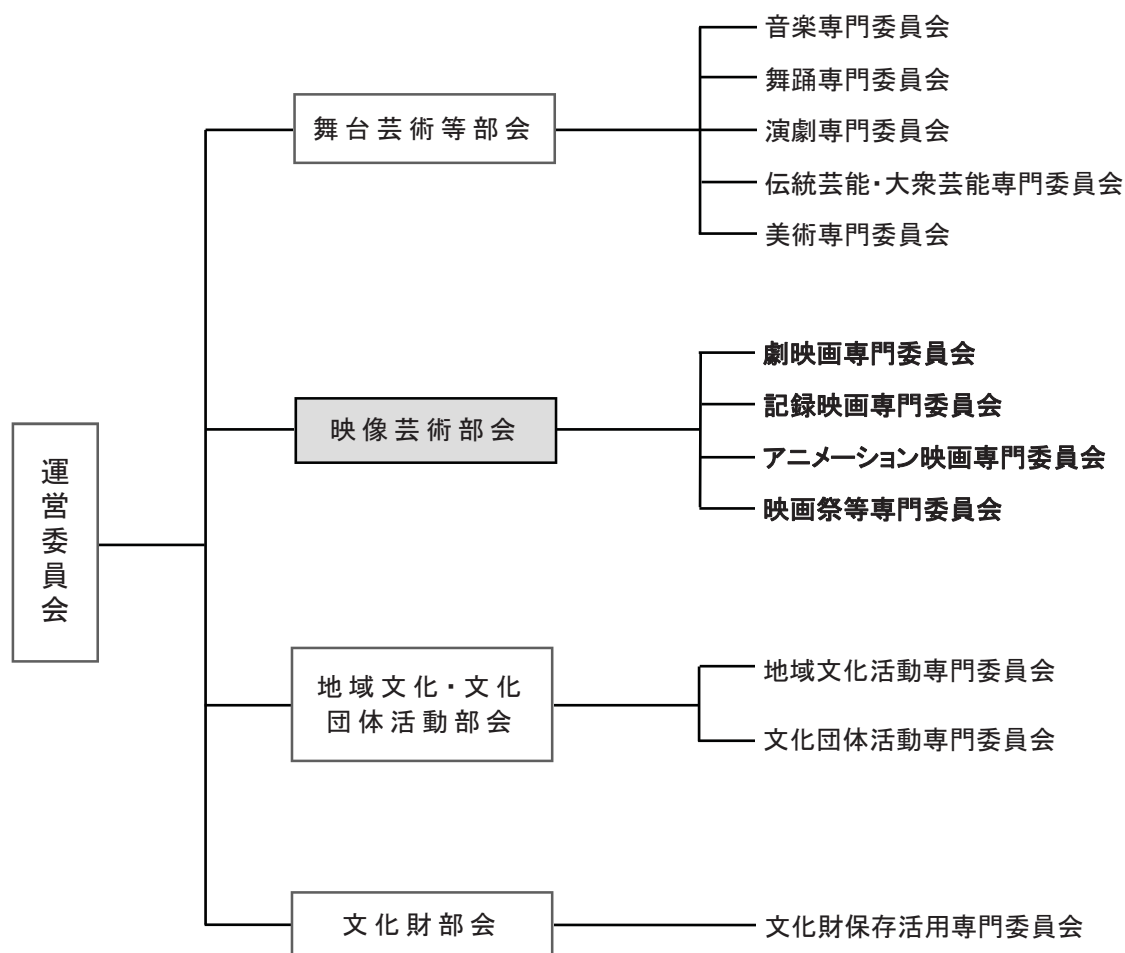 運営委員会
舞台芸術等部会
音楽専門委員会
舞踊専門委員会
演劇専門委員会
伝統芸能・大衆芸能専門委員会
美術専門委員会
映像芸術部会
劇映画専門委員会
記録映画専門委員会
アニメーション映画専門委員会
映画祭等専門委員会
地域文化・文化
団体活動部会
地域文化活動専門委員会
文化団体活動専門委員会
文化財部会
文化財保存活用専門委員会